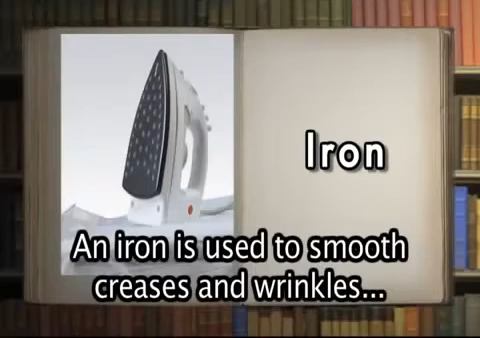 Iron
An iron is used to smooth
creases and wrinkles...